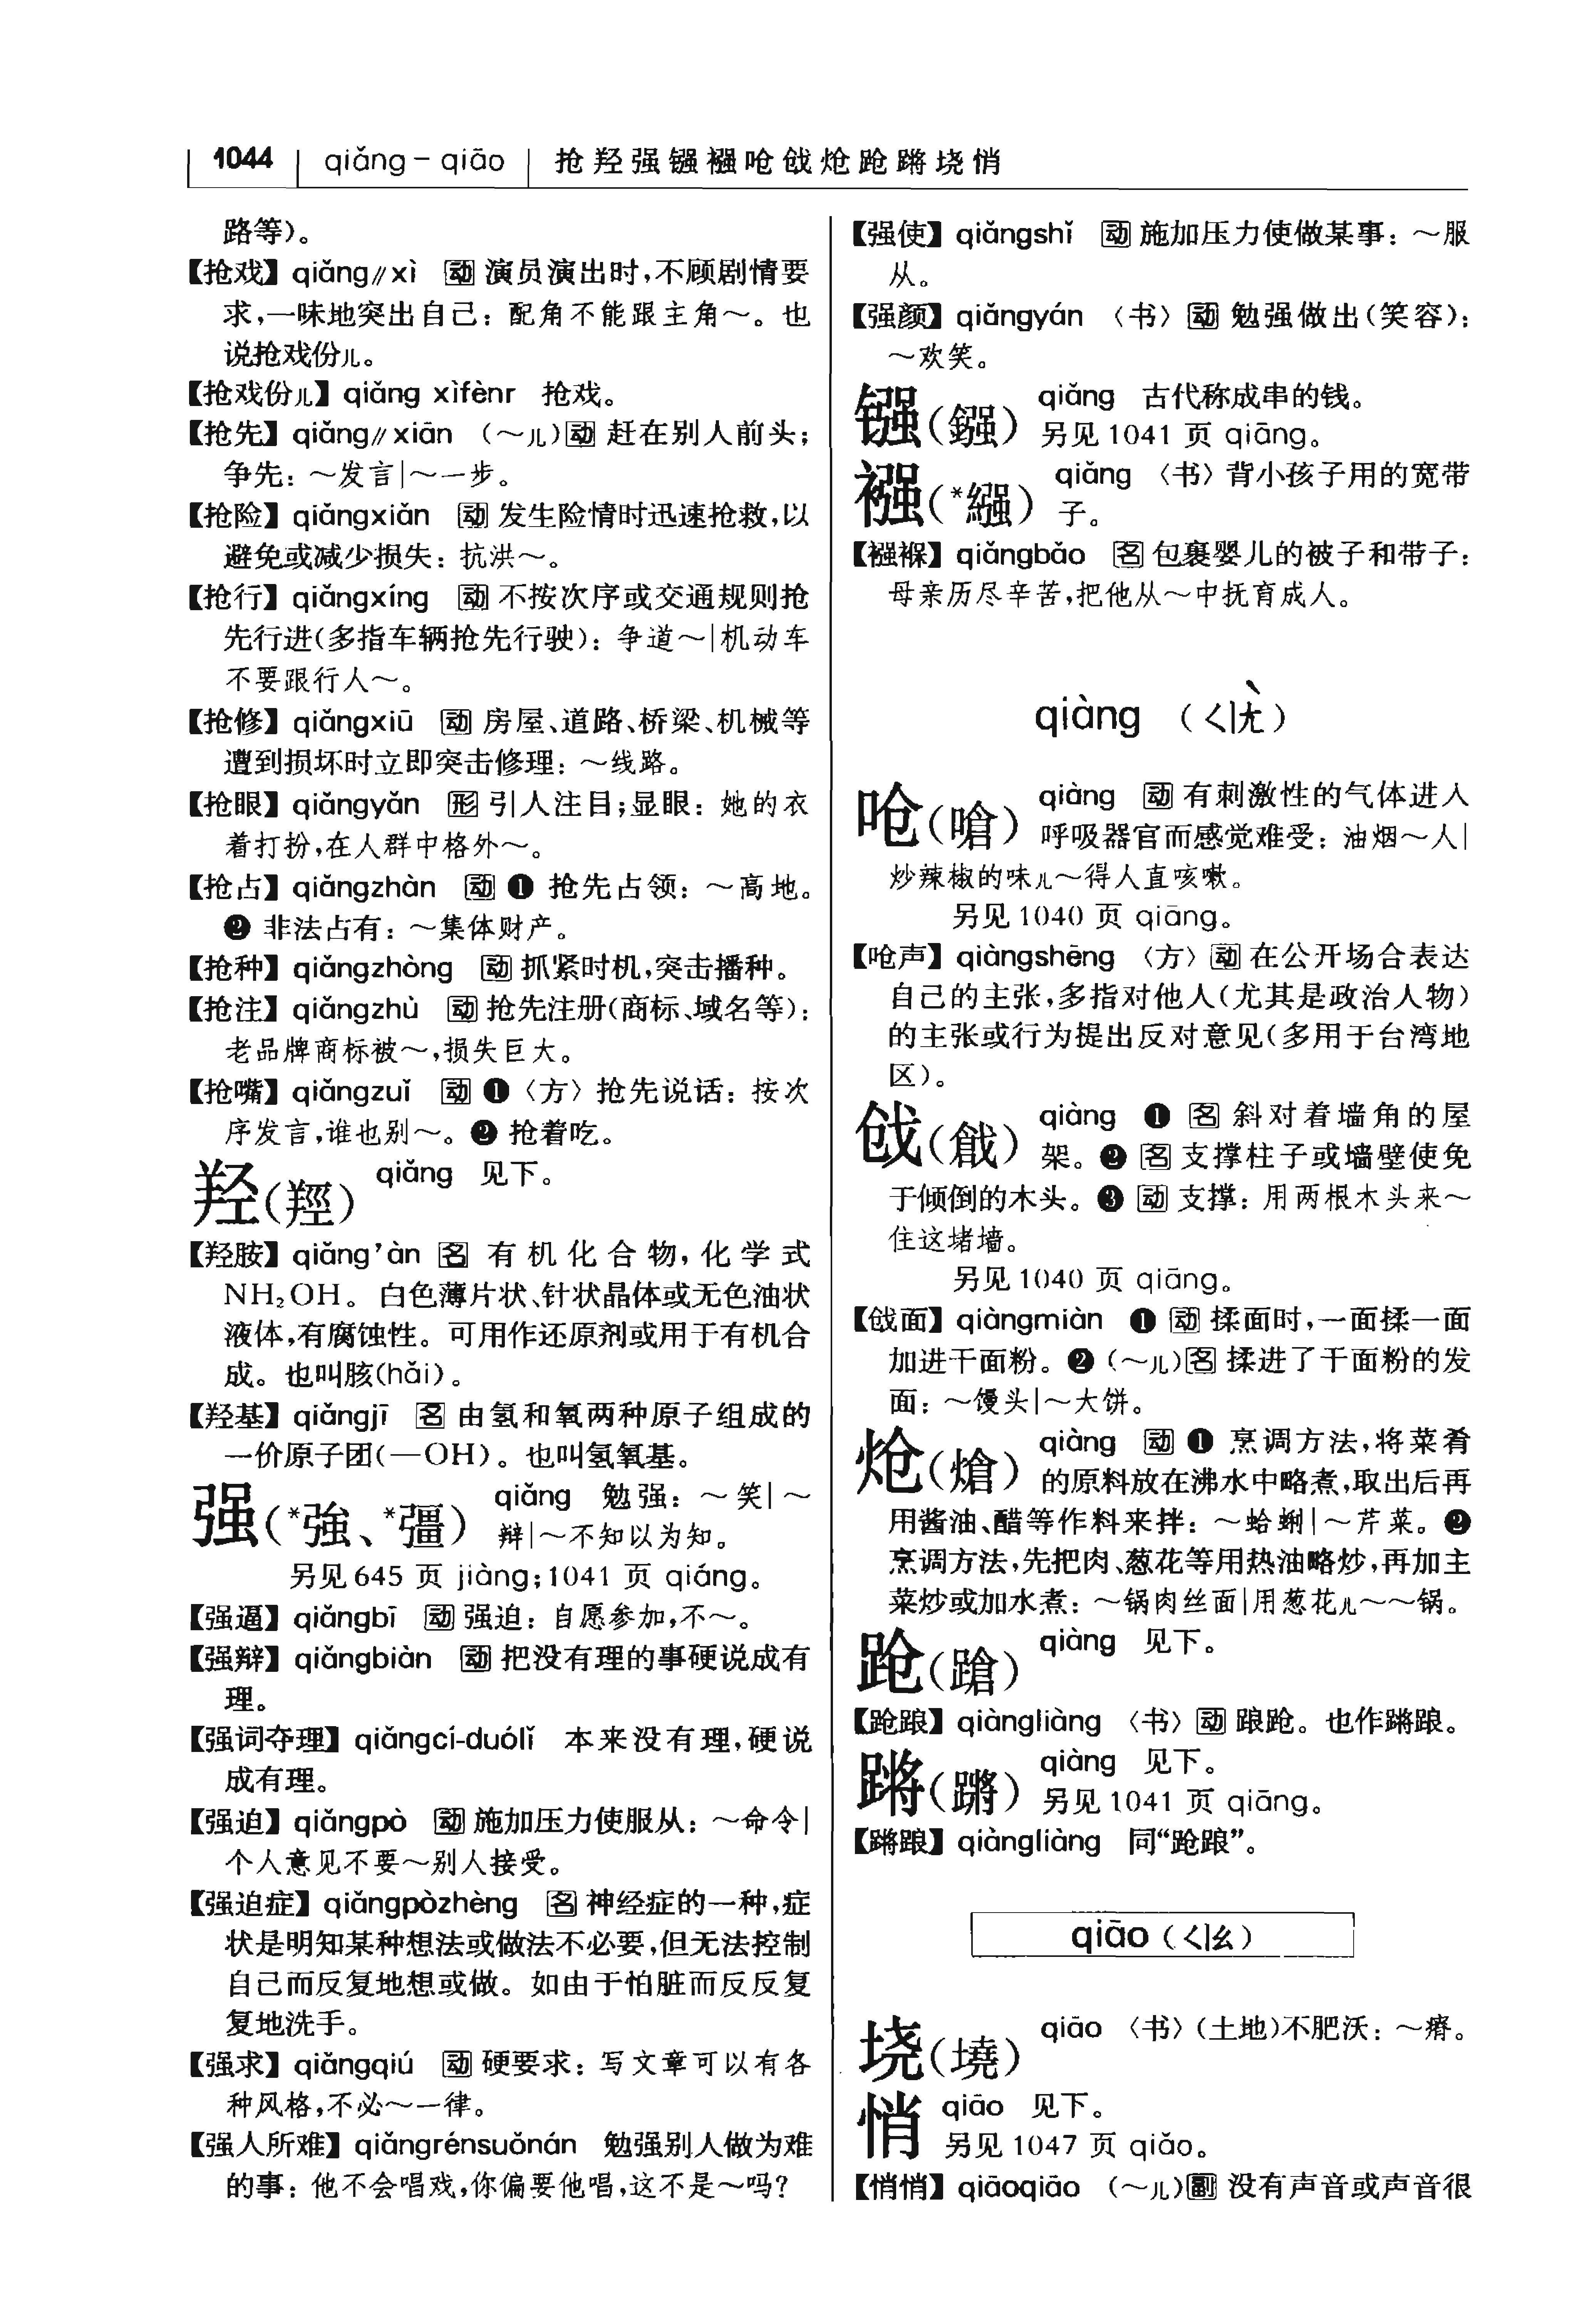 1044 qiǎng－qiāo 抢羟强镪襁呛戗炝跄蹡硗悄
路等)。
【抢戏】qiǎng∥xì 动 演员演出时,不顾剧情要
求,一味地突出自己：配角不能跟主角～。也
说抢戏份儿。
【抢戏份儿】qiǎng xìfènr 抢戏。
【抢先】qiǎng∥xiān (～儿)动 赶在别人前头；
争先：～发言|～一步。
【抢险】qiǎngxiǎn 动 发生险情时迅速抢救,以
避免或减少损失：抗洪～。
【抢行】qiǎngxíng 动 不按次序或交通规则抢
先行进(多指车辆抢先行驶)：争道～|机动车
不要跟行人～。
【抢修】qiǎngxiū 动 房屋、道路、桥梁、机械等
遭到损坏时立即突击修理：～线路。
【抢眼】qiǎngyǎn 形 引人注目；显眼：她的衣
着打扮,在人群中格外～。
【抢占】qiǎngzhàn 动 ❶ 抢先占领：～高地。
❷ 非法占有：～集体财产。
【抢种】qiǎngzhòng 动 抓紧时机,突击播种。
【抢注】qiǎngzhù 动 抢先注册(商标、域名等)：
老品牌商标被～,损失巨大。
【抢嘴】qiǎngzuǐ 动 ❶〈方〉抢先说话：按次
序发言,谁也别～。❷ 抢着吃。
羟(羥) qiǎng 见下。
【羟胺】qiǎng'àn 名 有机化合物,化学式
NH₂OH。白色薄片状、针状晶体或无色油状
液体,有腐蚀性。可用作还原剂或用于有机合
成。也叫胲(hǎi)。
【羟基】qiǎngjī 名 由氢和氧两种原子组成的
一价原子团(—OH)。也叫氢氧基。
强(*強、*彊) qiǎng 勉强：～笑|～
辩|～不知以为知。
另见 645 页 jiàng；1041 页 qiáng。
【强逼】qiǎngbī 动 强迫：自愿参加,不～。
【强辩】qiǎngbiàn 动 把没有理的事硬说成有
理。
【强词夺理】qiǎngcí-duólǐ 本来没有理,硬说
成有理。
【强迫】qiǎngpò 动 施加压力使服从：～命令|
个人意见不要～别人接受。
【强迫症】qiǎngpòzhèng 名 神经症的一种,症
状是明知某种想法或做法不必要,但无法控制
自己而反复地想或做。如由于怕脏而反反复
复地洗手。
【强求】qiǎngqiú 动 硬要求：写文章可以有各
种风格,不必～一律。
【强人所难】qiǎngrénsuǒnán 勉强别人做为难
的事：他不会唱戏,你偏要他唱,这不是～吗?
【强使】qiǎngshǐ 动 施加压力使做某事：～服
从。
【强颜】qiǎngyán 〈书〉动 勉强做出(笑容)：
～欢笑。
镪(鏹) qiǎng 古代称成串的钱。
另见 1041 页 qiāng。
襁(*繈) qiǎng 〈书〉背小孩子用的宽带
子。
【襁褓】qiǎngbǎo 名 包裹婴儿的被子和带子：
母亲历尽辛苦,把他从～中抚育成人。
qiàng (ㄑㄧㄤˋ)
呛(嗆) qiàng 动 有刺激性的气体进入
呼吸器官而感觉难受：油烟～人|
炒辣椒的味儿～得人直咳嗽。
另见 1040 页 qiāng。
【呛声】qiàngshēng 〈方〉动 在公开场合表达
自己的主张,多指对他人(尤其是政治人物)
的主张或行为提出反对意见(多用于台湾地
区)。
戗(戧) qiàng ❶ 名 斜对着墙角的屋
架。❷ 名 支撑柱子或墙壁使免
于倾倒的木头。❸ 动 支撑：用两根木头来～
住这堵墙。
另见 1040 页 qiāng。
【戗面】qiàngmiàn ❶ 动 揉面时,一面揉一面
加进干面粉。❷ (～儿)名 揉进了干面粉的发
面：～馒头|～大饼。
炝(熗) qiàng 动 ❶ 烹调方法,将菜肴
的原料放在沸水中略煮,取出后再
用酱油、醋等作料来拌：～蛤蜊|～芹菜。❷
烹调方法,先把肉、葱花等用热油略炒,再加主
菜炒或加水煮：～锅肉丝面|用葱花儿～～锅。
跄(蹌) qiàng 见下。
【跄踉】qiàngliàng 〈书〉动 踉跄。也作蹡踉。
蹡(蹡) qiàng 见下。
另见 1041 页 qiāng。
【蹡踉】qiàngliàng 同“跄踉”。
qiāo (ㄑㄧㄠ)
垅(墝) qiāo 〈书〉(土地)不肥沃：～瘠。
悄 qiāo 见下。
另见 1047 页 qiǎo。
【悄悄】qiāoqiāo (～儿)副 没有声音或声音很